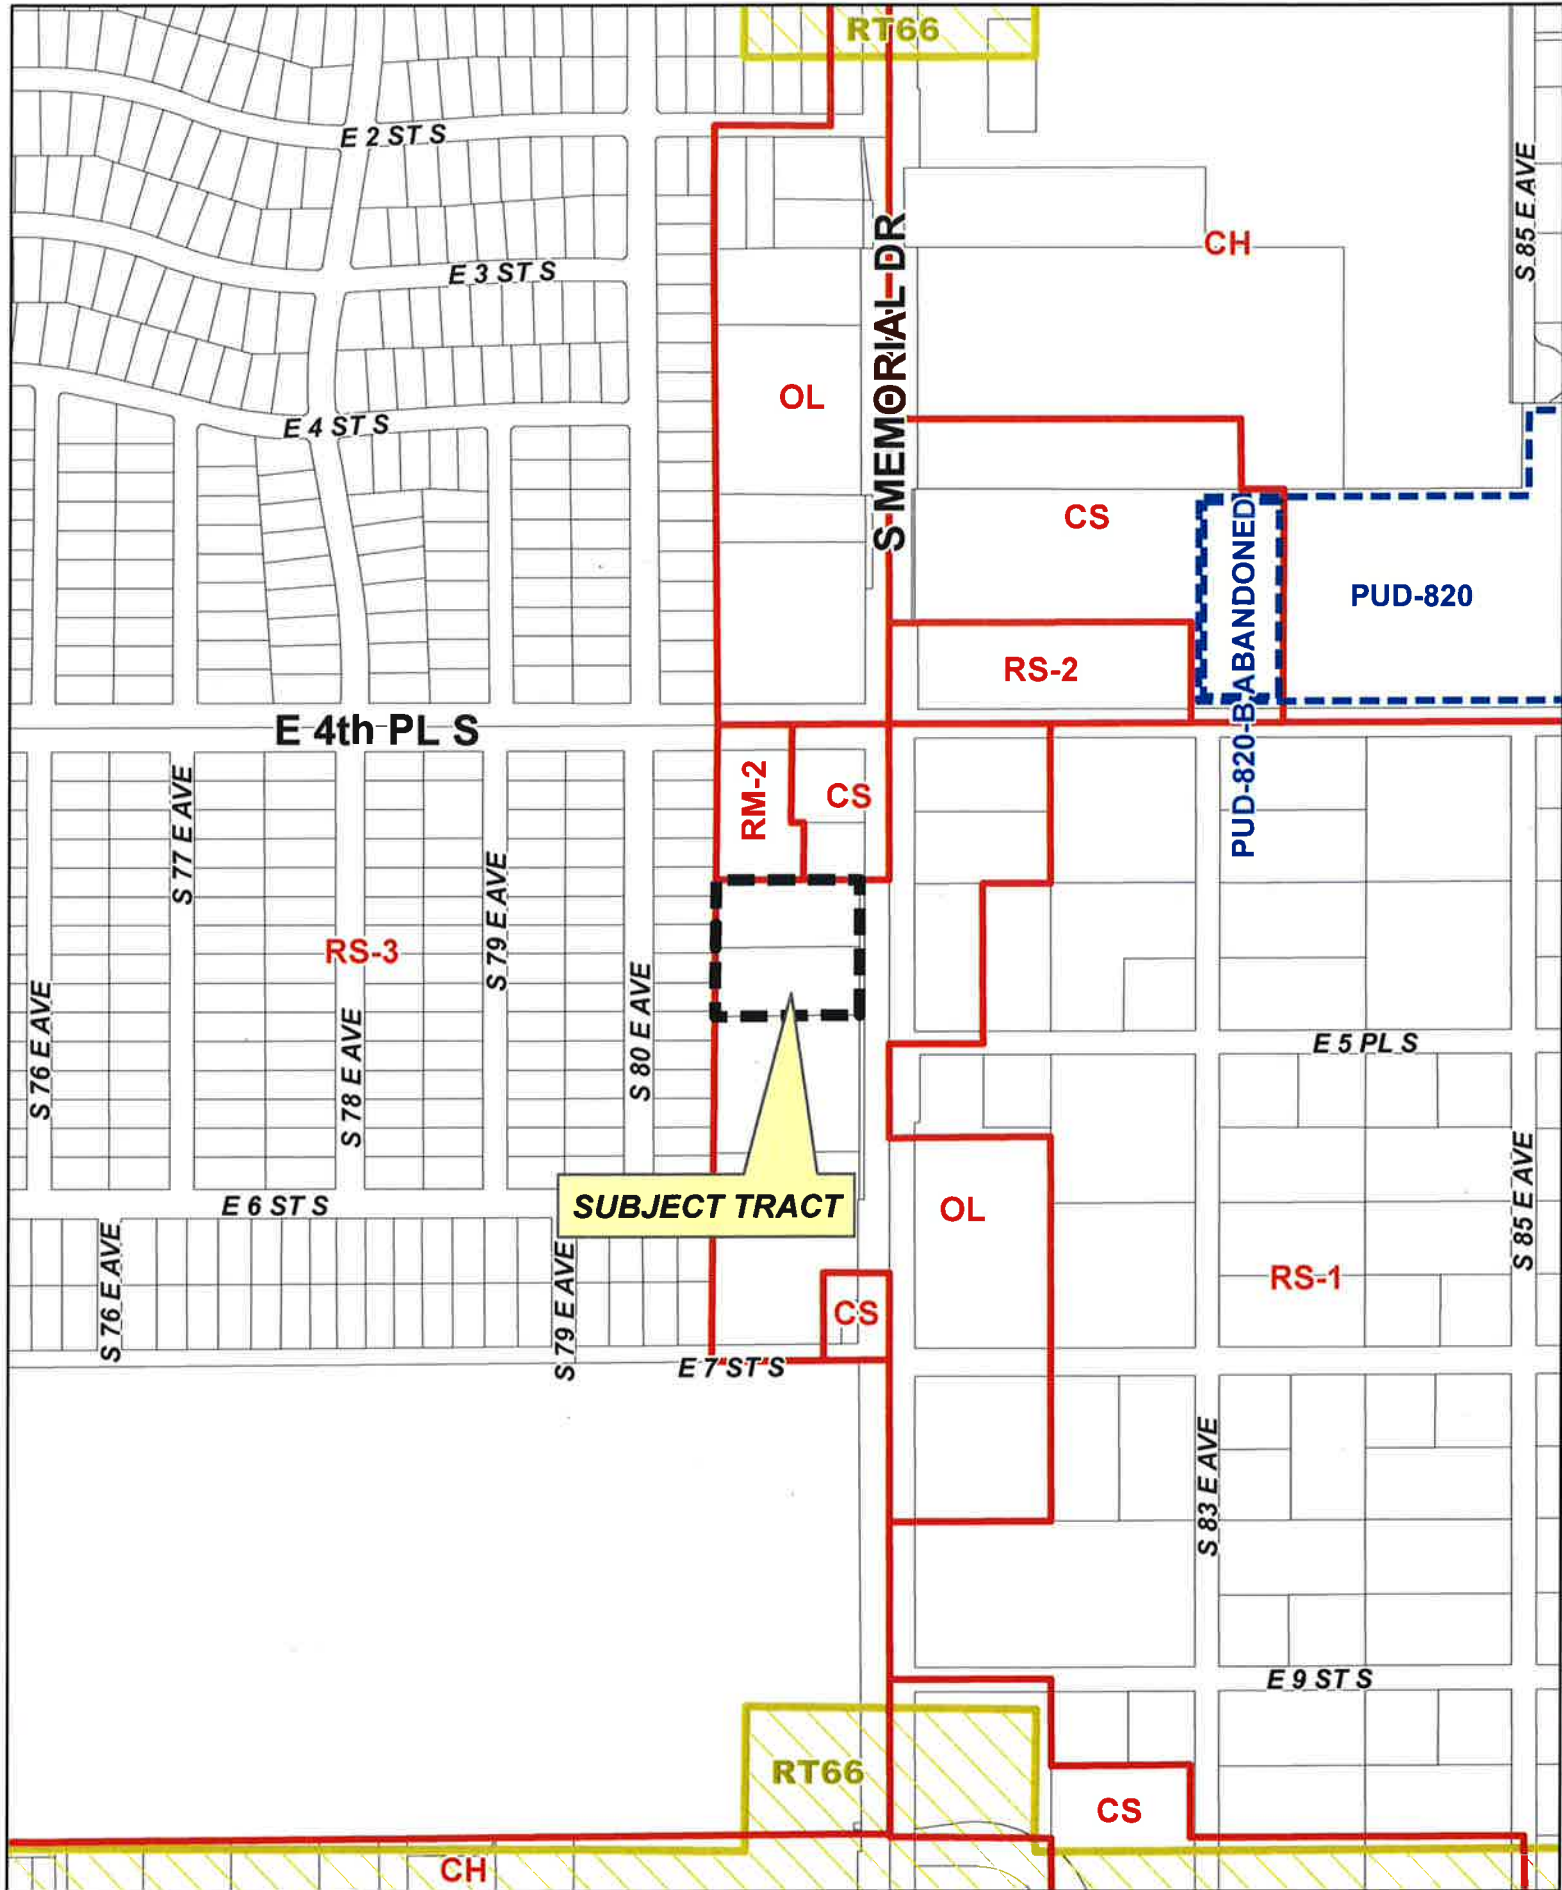 RT66
E 2 ST S
S 85 E AVE
CH
E 3 ST S
S MEMORIAL DR
OL
E 4 ST S
CS
PUD-820-B ABANDONED
PUD-820
RS-2
E 4th PL S
RM-2
CS
S 77 E AVE
S 79 E AVE
RS-3
S 76 E AVE
S 78 E AVE
S 80 E AVE
E 5 PL S
SUBJECT TRACT
E 6 ST S
OL
S 85 E AVE
S 76 E AVE
S 79 E AVE
RS-1
CS
E 7 ST S
S 83 E AVE
E 9 ST S
RT66
CS
CH